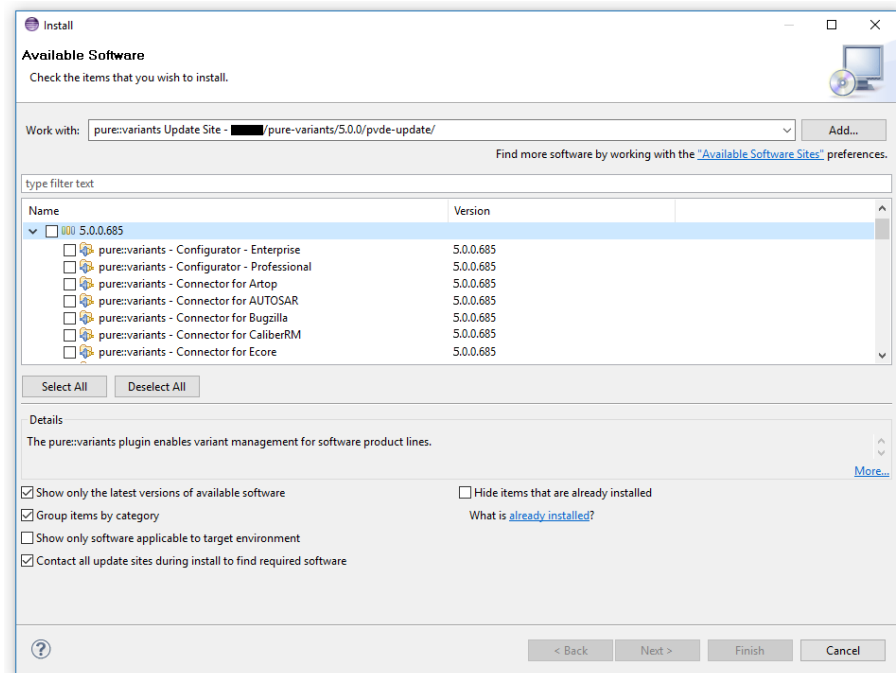 Install
Available Software
Check the items that you wish to install.
Work with: pure::variants Update Site - /pure-variants/5.0.0/pvde-update/ Add...
Find more software by working with the "Available Software Sites" preferences.
type filter text
Name Version
5.0.0.685
pure::variants - Configurator - Enterprise 5.0.0.685
pure::variants - Configurator - Professional 5.0.0.685
pure::variants - Connector for Artop 5.0.0.685
pure::variants - Connector for AUTOSAR 5.0.0.685
pure::variants - Connector for Bugzilla 5.0.0.685
pure::variants - Connector for CaliberRM 5.0.0.685
pure::variants - Connector for Ecore 5.0.0.685
Select All Deselect All
Details
The pure::variants plugin enables variant management for software product lines.
More...
Show only the latest versions of available software Hide items that are already installed
Group items by category What is already installed?
Show only software applicable to target environment
Contact all update sites during install to find required software
? < Back Next > Finish Cancel